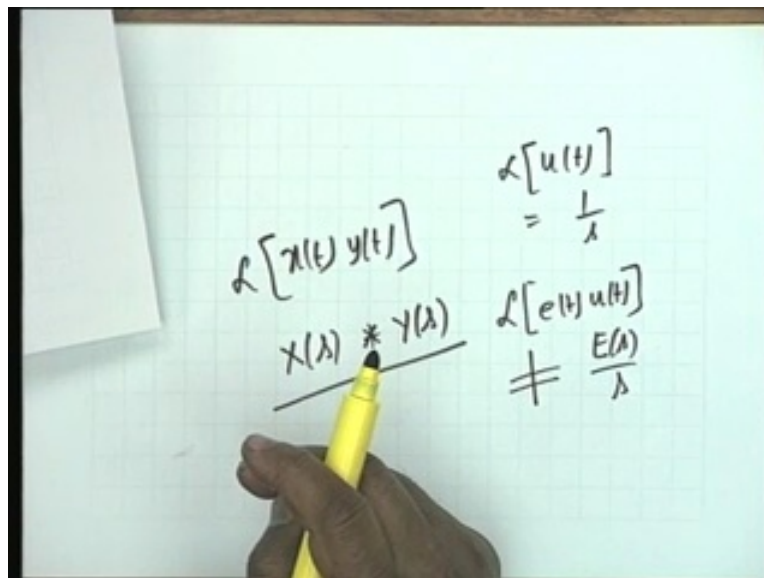 ℒ[x(t) y(t)]
X(s) * Y(s)
ℒ[u(t)]
= 1/s
ℒ[e(t) u(t)]
≠ E(s)/s